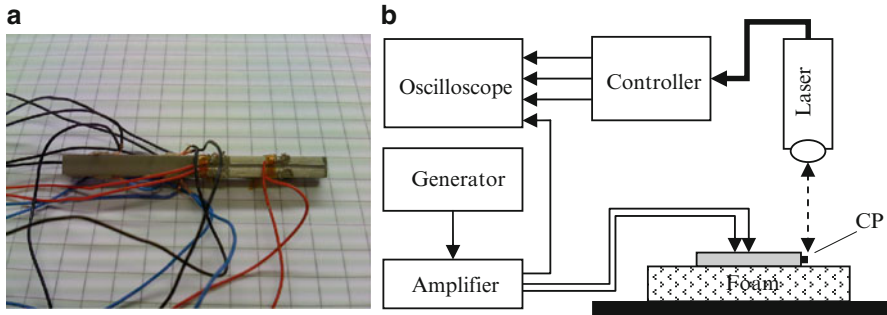 a
b
Oscilloscope
Controller
Laser
Generator
CP
Amplifier
Foam